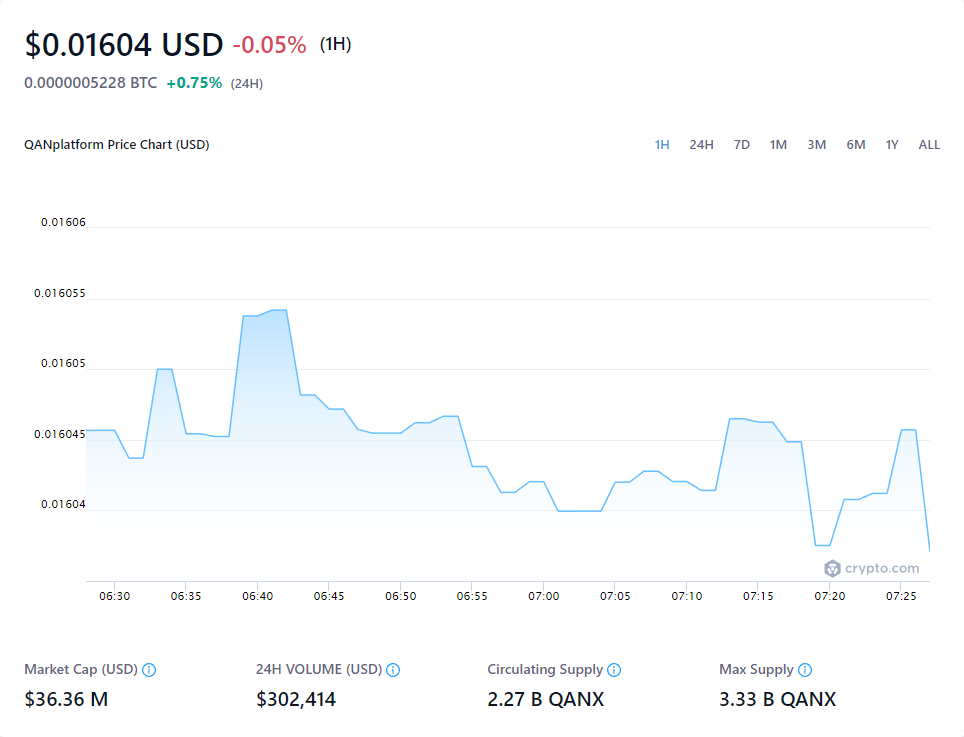 $0.01604 USD -0.05% (1H)
0.0000005228 BTC +0.75% (24H)
QANplatform Price Chart (USD)
1H 24H 7D 1M 3M 6M 1Y ALL
0.01606
0.016055
0.01605
0.016045
0.01604
crypto.com
06:30 06:35 06:40 06:45 06:50 06:55 07:00 07:05 07:10 07:15 07:20 07:25
Market Cap (USD) 24H VOLUME (USD) Circulating Supply Max Supply
$36.36 M $302,414 2.27 B QANX 3.33 B QANX